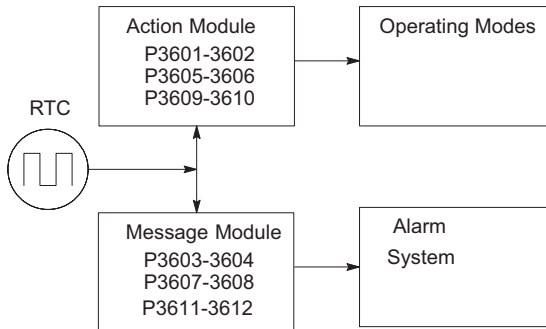 Action Module
P3601-3602
P3605-3606
P3609-3610
Operating Modes
RTC
Message Module
P3603-3604
P3607-3608
P3611-3612
Alarm
System